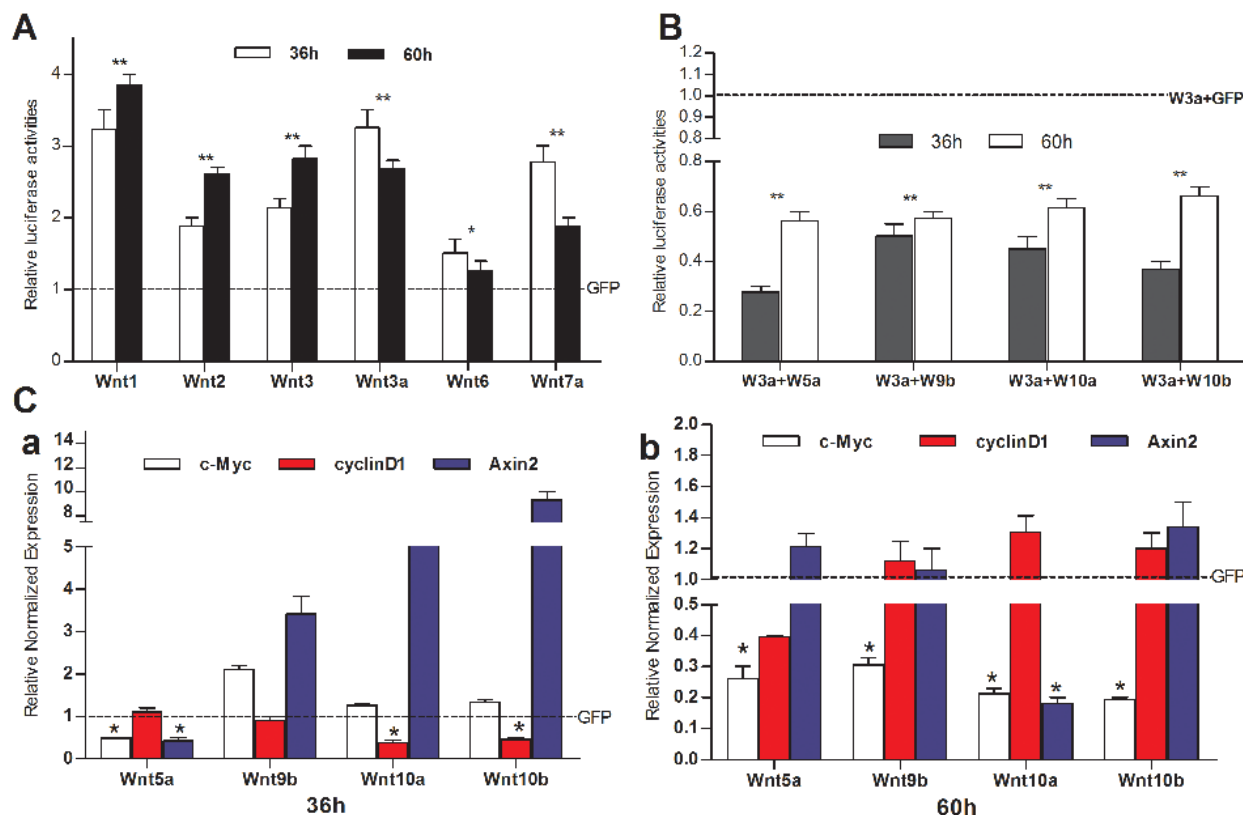 A
36h 60h
Relative luciferase activities
4
3
2
1
0
** ** ** ** * **
GFP
Wnt1 Wnt2 Wnt3 Wnt3a Wnt6 Wnt7a
B
Relative luciferase activities
1.2
1.1
1.0
0.9
0.8
0.8
0.6
0.4
0.2
0.0
W3a+GFP
36h 60h
** ** ** **
W3a+W5a W3a+W9b W3a+W10a W3a+W10b
C
a
c-Myc cyclinD1 Axin2
Relative Normalized Expression
14
12
10
8
5
4
3
2
1
0
* * * *
GFP
Wnt5a Wnt9b Wnt10a Wnt10b
36h
b
c-Myc cyclinD1 Axin2
Relative Normalized Expression
2.0
1.8
1.6
1.4
1.2
1.0
0.5
0.4
0.3
0.2
0.1
0.0
GFP
* * * * *
Wnt5a Wnt9b Wnt10a Wnt10b
60h